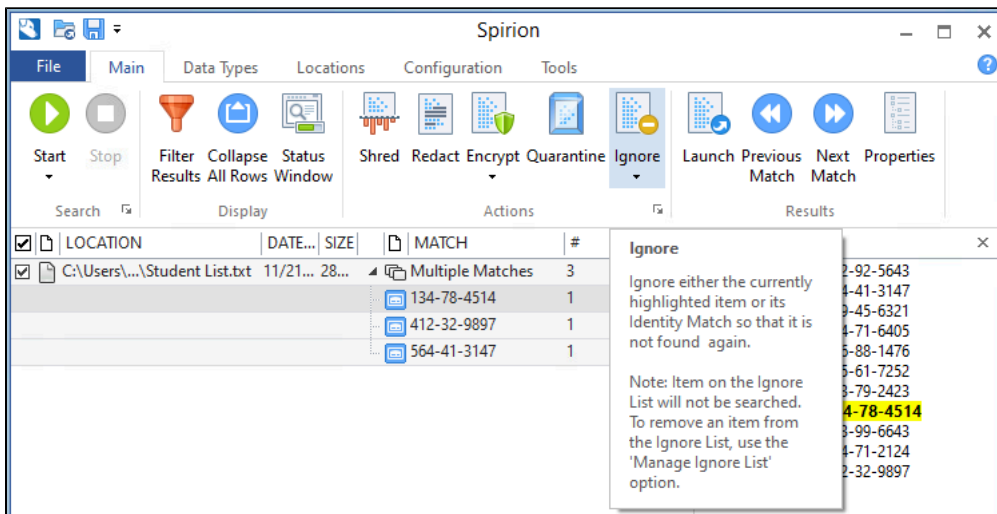 Spirion
File Main Data Types Locations Configuration Tools
Start Stop Filter Results Collapse All Rows Status Window Shred Redact Encrypt Quarantine Ignore Launch Previous Match Next Match Properties
Search Display Actions Results
LOCATION DATE... SIZE MATCH #
C:\Users\...\Student List.txt 11/21... 28... Multiple Matches 3
134-78-4514 1
412-32-9897 1
564-41-3147 1
Ignore
Ignore either the currently
highlighted item or its
Identity Match so that it is
not found again.
Note: Item on the Ignore
List will not be searched.
To remove an item from
the Ignore List, use the
'Manage Ignore List'
option.
2-92-5643
4-41-3147
9-45-6321
4-71-6405
5-88-1476
5-61-7252
3-79-2423
4-78-4514
3-99-6643
4-71-2124
2-32-9897